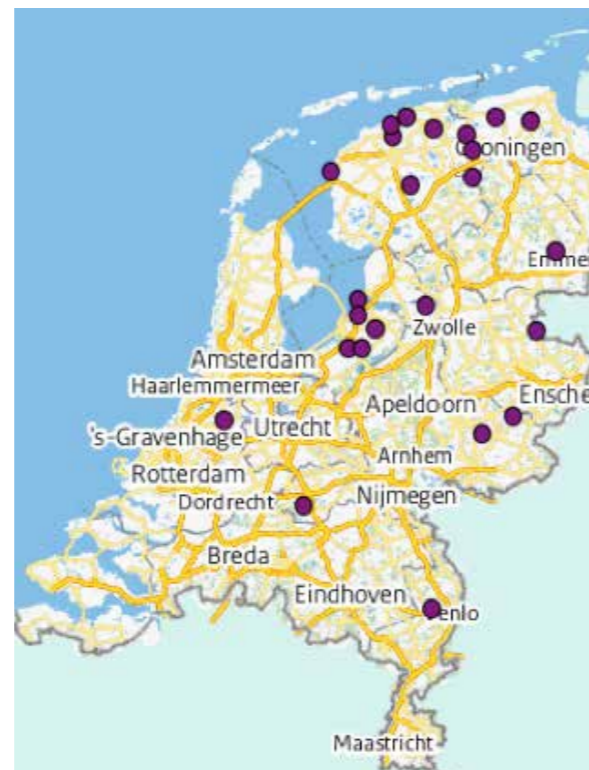 Groningen
Emme
Zwolle
Amsterdam
Haarlemmermeer
Apeldoorn
Ensche
's-Gravenhage
Utrecht
Arnhem
Rotterdam
Dordrecht
Nijmegen
Breda
Eindhoven
Venlo
Maastricht